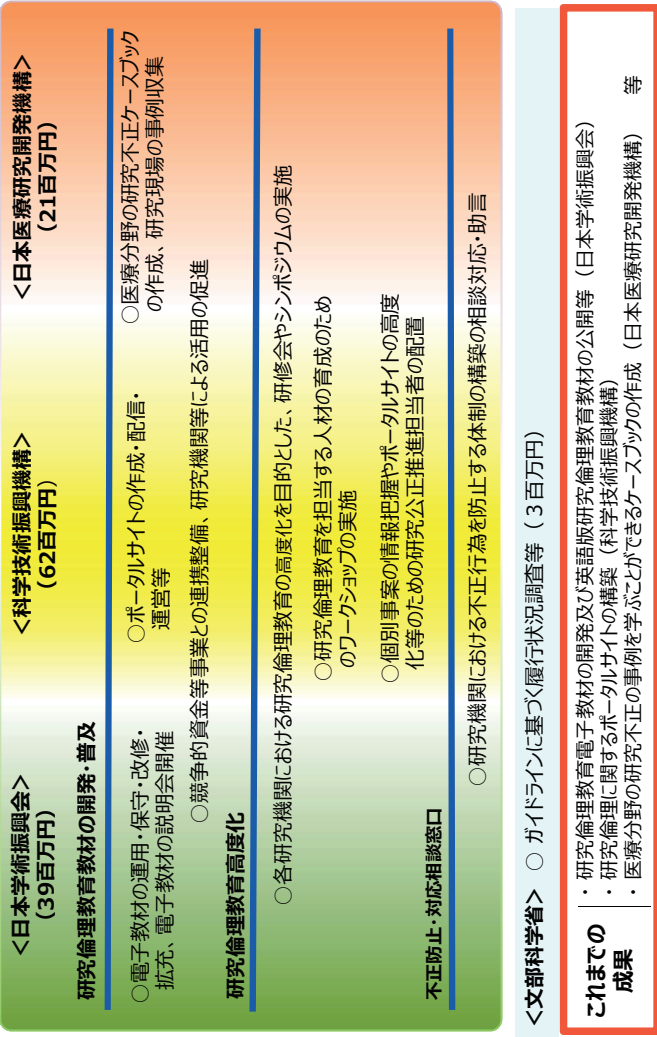 <日本学術振興会>
(39百万円)
<科学技術振興機構>
(62百万円)
<日本医療研究開発機構>
(21百万円)
研究倫理教育教材の開発・普及
○電子教材の運用・保守・改修・
拡充、電子教材の説明会開催
○ポータルサイトの作成・配信・
運営等
○医療分野の研究不正ケースブック
の作成、研究現場の事例収集
○競争的資金等事業との連携整備、研究機関等による活用の促進
研究倫理教育高度化
○各研究機関における研究倫理教育の高度化を目的とした、研修会やシンポジウムの実施
○研究倫理教育を担当する人材の育成のため
のワークショップの実施
○個別事案の情報把握やポータルサイトの高度
化等のための研究公正推進担当者の配置
不正防止・対応相談窓口
○研究機関における不正行為を防止する体制の構築の相談対応・助言
<文部科学省> ○ ガイドラインに基づく履行状況調査等 (3百万円)
これまでの
成果
・研究倫理教育電子教材の開発及び英語版研究倫理教育教材の公開等 (日本学術振興会)
・研究倫理に関するポータルサイトの構築 (科学技術振興機構)
・医療分野の研究不正の事例を学ぶことができるケースブックの作成 (日本医療研究開発機構) 等